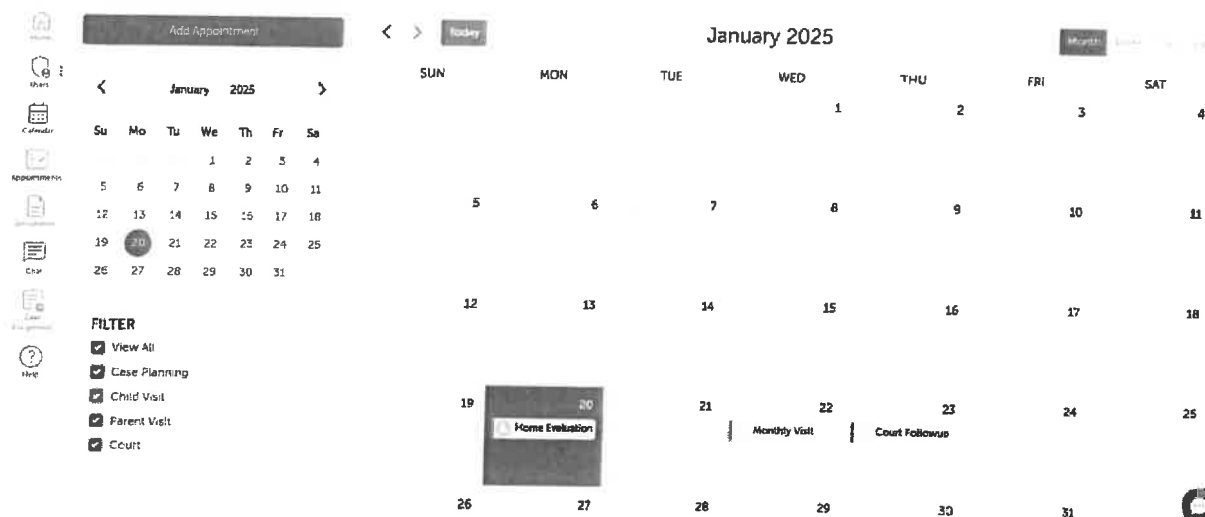 Add Appointment
Today
January 2025
Month
Users
Calendar
Appointments
Chat
Help
January 2025
Su Mo Tu We Th Fr Sa
1 2 3 4
5 6 7 8 9 10 11
12 13 14 15 16 17 18
19 20 21 22 23 24 25
26 27 28 29 30 31
FILTER
View All
Case Planning
Child Visit
Parent Visit
Court
SUN MON TUE WED THU FRI SAT
1 2 3 4
5 6 7 8 9 10 11
12 13 14 15 16 17 18
19 20 21 22 23 24 25
Home Evaluation
Monthly Visit
Court Followup
26 27 28 29 30 31